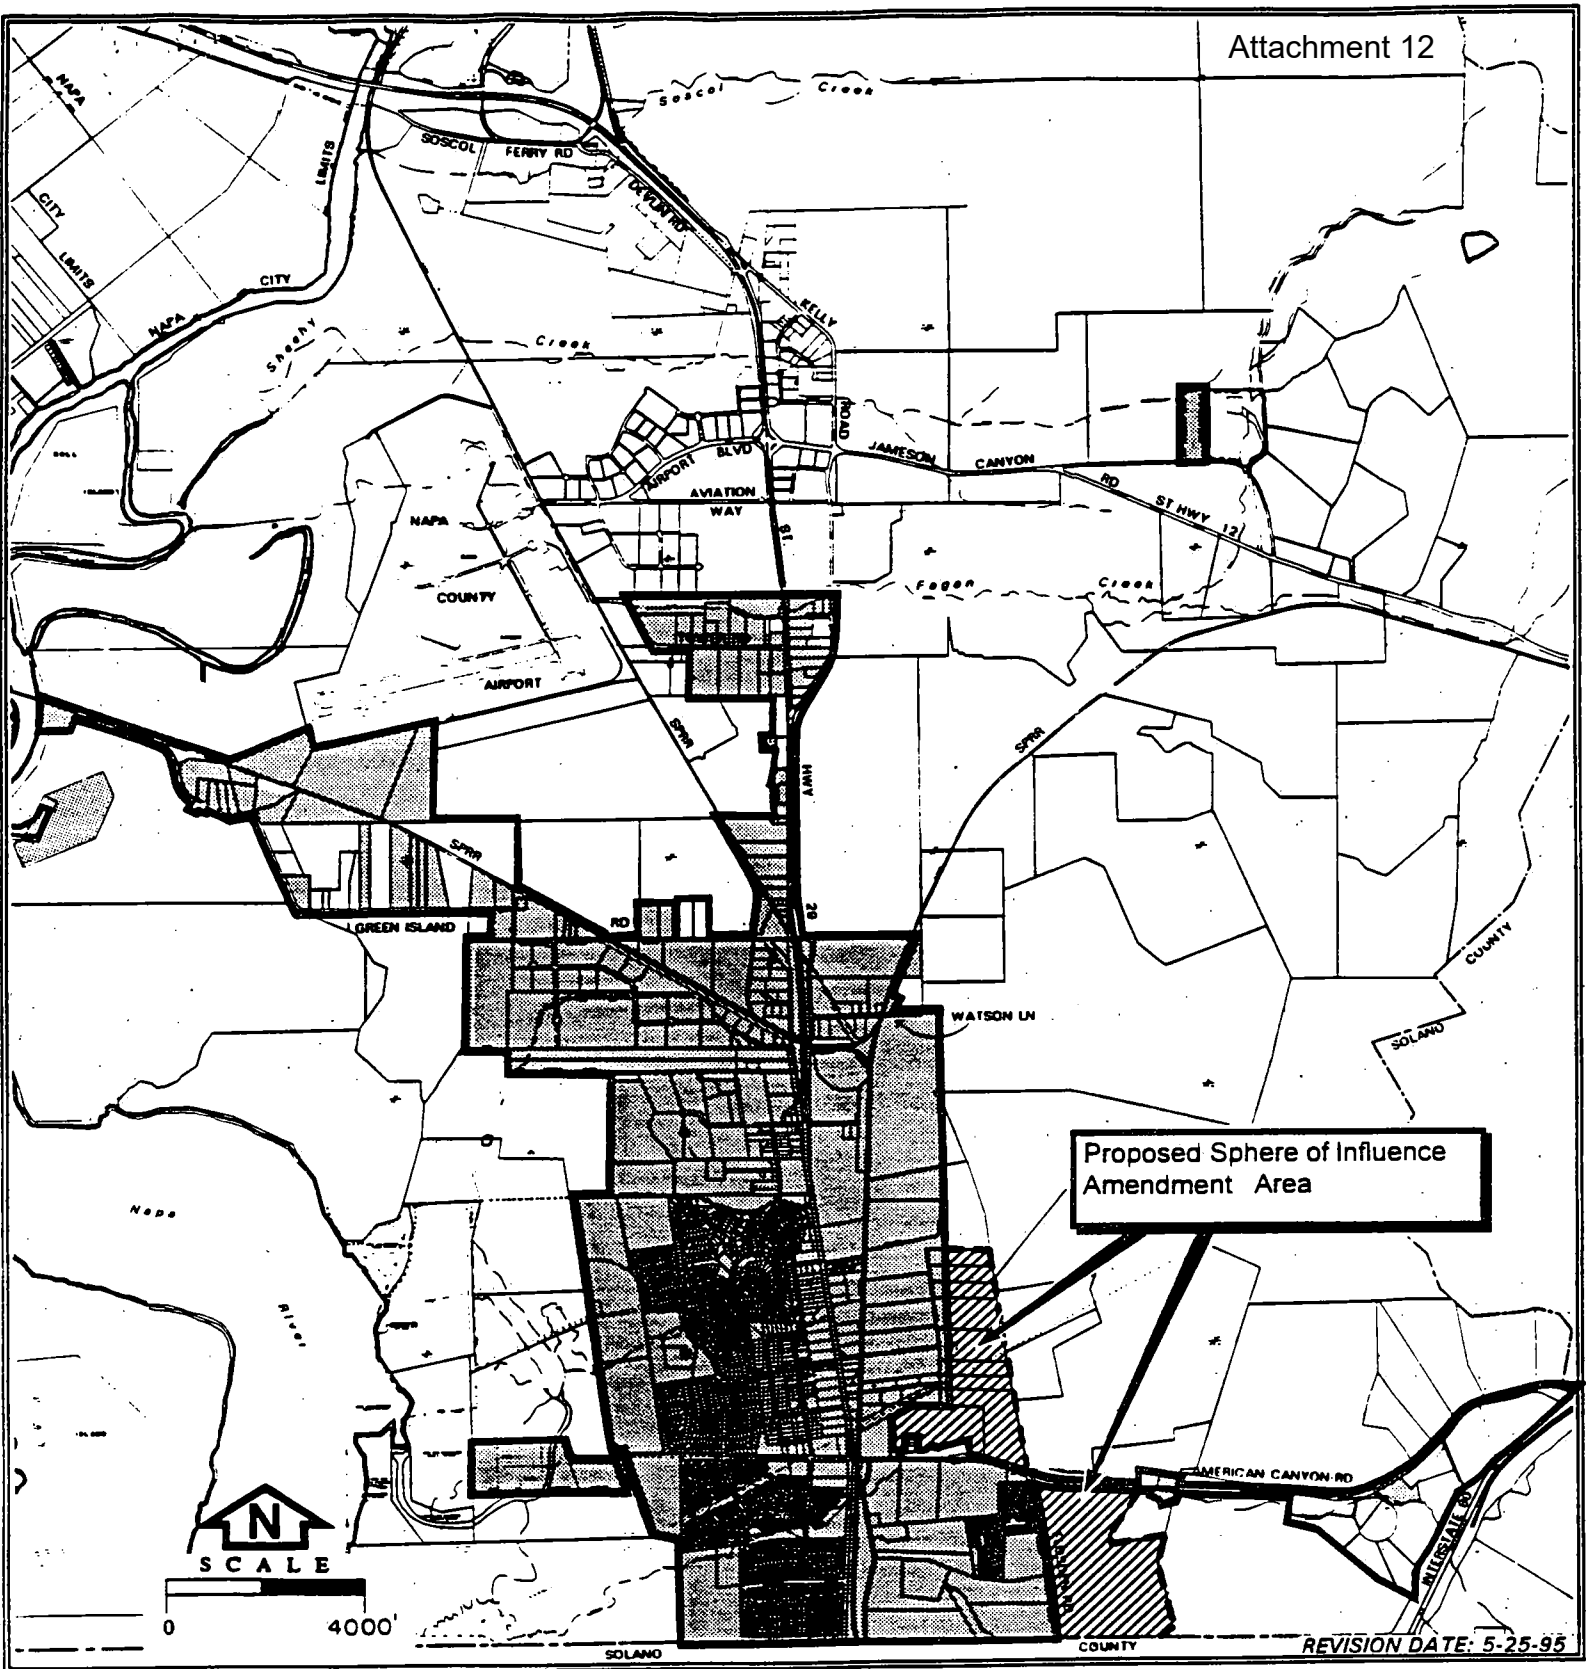 Attachment 12
NAPA
Soscol Creek
SOSCOL FERRY RD
LIMITS
DEVLIN RD
CITY
LIMITS
CITY
NAPA
KELLY
Sheehy
Creek
ROAD
JAMESON CANYON
RD
ST HWY 12
AIRPORT BLVD
AVIATION
WAY
ST.
NAPA
COUNTY
AIRPORT
Fagan Creek
SPRR
SPRR
HWY
SPRR
29
GREEN ISLAND
RD
COUNTY
WATSON LN
SOLANO
Proposed Sphere of Influence
Amendment Area
Napa
River
AMERICAN CANYON RD
INTERSTATE 80
N
SCALE
0 4000'
SOLANO
COUNTY
REVISION DATE: 5-25-95